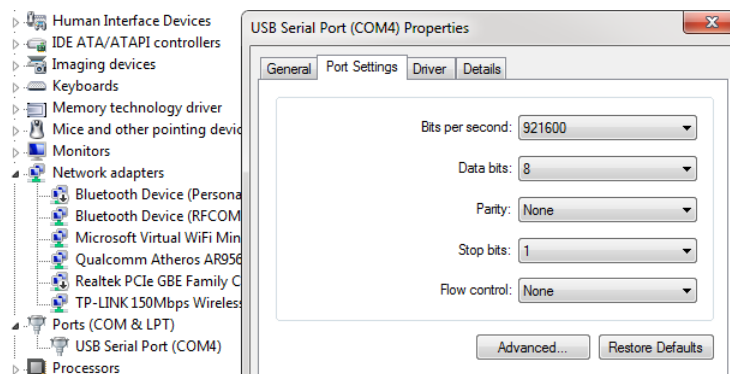 Human Interface Devices
IDE ATA/ATAPI controllers
Imaging devices
Keyboards
Memory technology driver
Mice and other pointing devic
Monitors
Network adapters
Bluetooth Device (Persona
Bluetooth Device (RFCOM
Microsoft Virtual WiFi Min
Qualcomm Atheros AR956
Realtek PCIe GBE Family C
TP-LINK 150Mbps Wireless
Ports (COM & LPT)
USB Serial Port (COM4)
Processors
USB Serial Port (COM4) Properties
General Port Settings Driver Details
Bits per second: 921600
Data bits: 8
Parity: None
Stop bits: 1
Flow control: None
Advanced... Restore Defaults